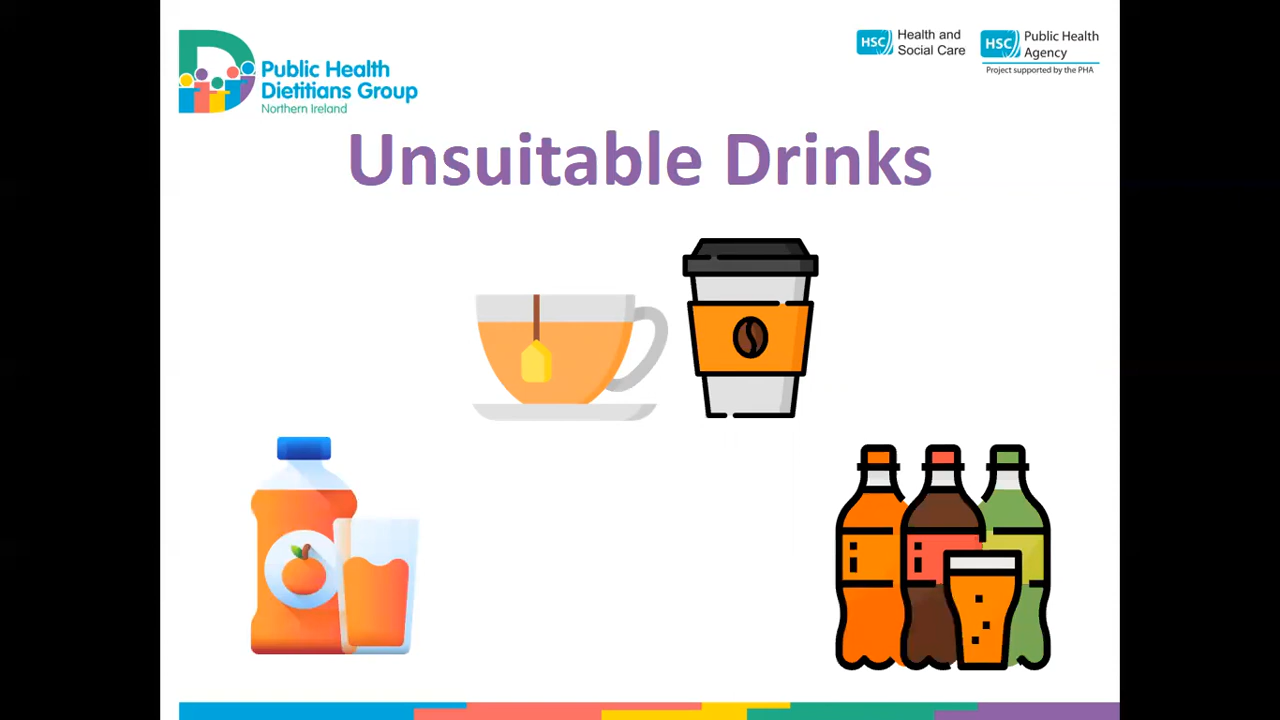 Public Health
Dietitians Group
Northern Ireland
HSC Health and
Social Care
HSC Public Health
Agency
Project supported by the PHA
Unsuitable Drinks